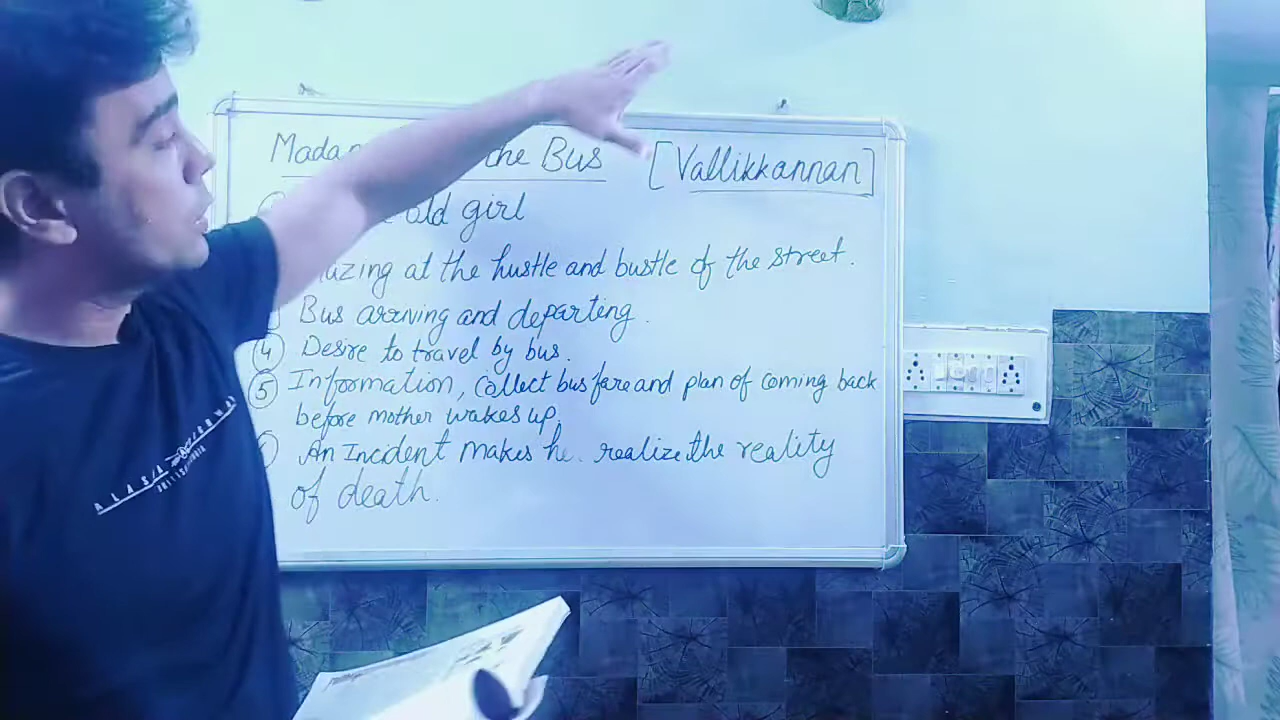 the Bus [Vallikkannan]
old girl
at the hustle and bustle of the street.
Bus arriving and departing.
④ Desire to travel by bus.
⑤ Information, Collect bus fare and plan of coming back
before mother wakes up.
An Incident makes he. realize the reality
of death.
ALASKA